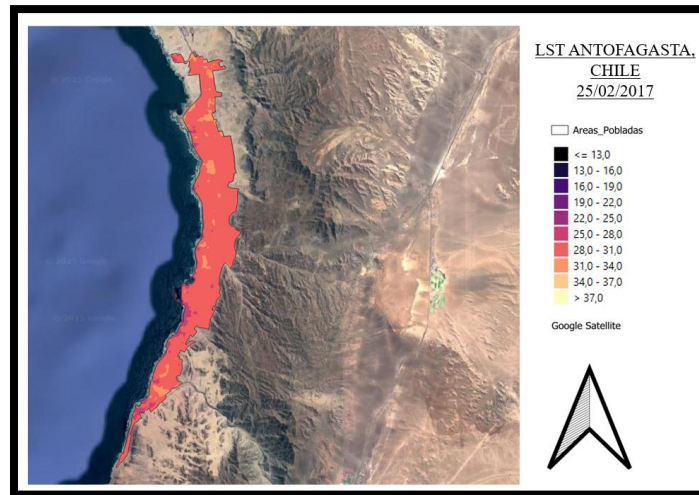 LST ANTOFAGASTA,
CHILE
25/02/2017
Areas_Pobladas
<= 13,0
13,0 - 16,0
16,0 - 19,0
19,0 - 22,0
22,0 - 25,0
25,0 - 28,0
28,0 - 31,0
31,0 - 34,0
34,0 - 37,0
> 37,0
Google Satellite